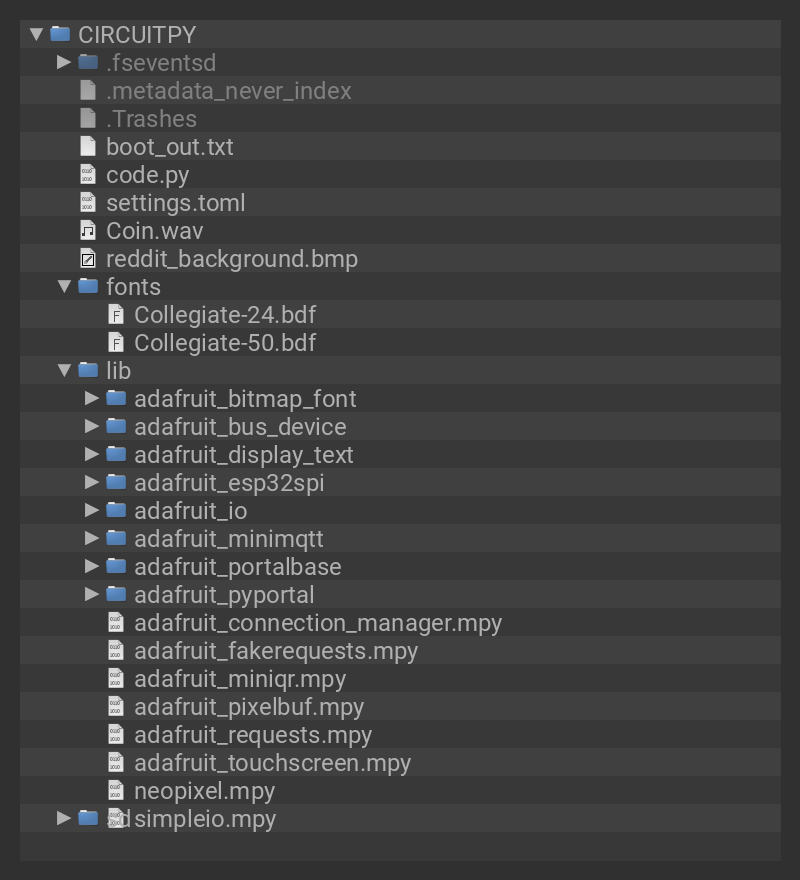 CIRCUITPY
.fseventsd
.metadata_never_index
.Trashes
boot_out.txt
code.py
settings.toml
Coin.wav
reddit_background.bmp
fonts
Collegiate-24.bdf
Collegiate-50.bdf
lib
adafruit_bitmap_font
adafruit_bus_device
adafruit_display_text
adafruit_esp32spi
adafruit_io
adafruit_minimqtt
adafruit_portalbase
adafruit_pyportal
adafruit_connection_manager.mpy
adafruit_fakerequests.mpy
adafruit_miniqr.mpy
adafruit_pixelbuf.mpy
adafruit_requests.mpy
adafruit_touchscreen.mpy
neopixel.mpy
sd simpleio.mpy